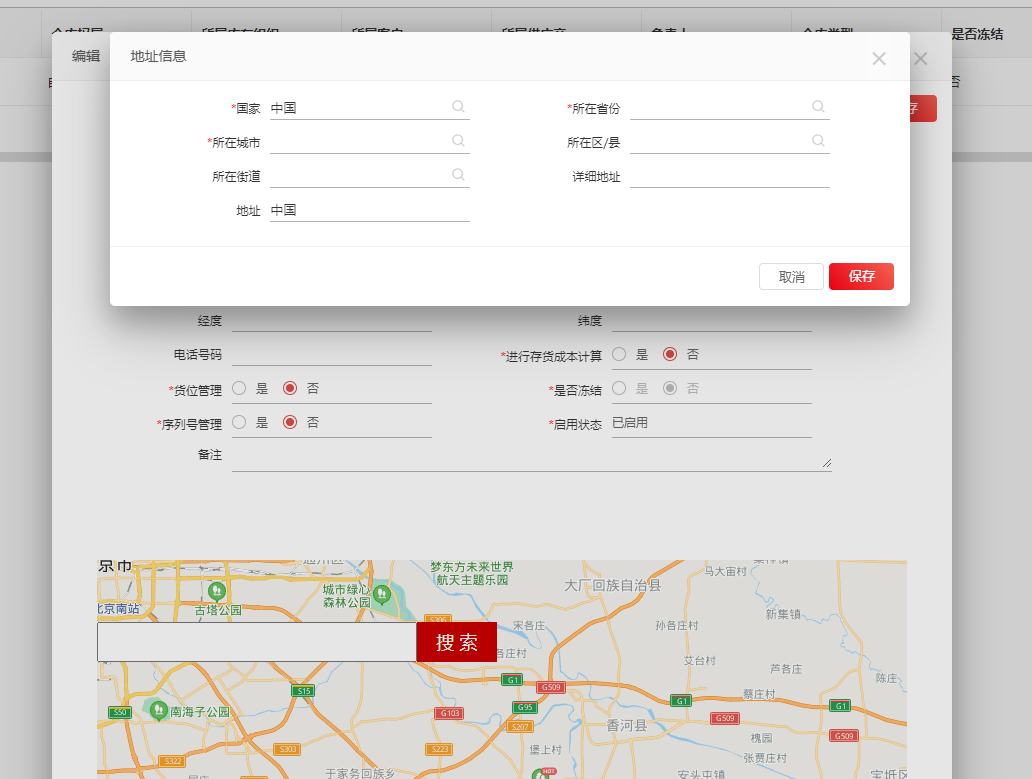 是否冻结
编辑
地址信息
否
*国家 中国
*所在省份
*所在城市
所在区/县
所在街道
详细地址
地址 中国
取消
保存
经度
纬度
电话号码
*进行存货成本计算 是 否
*货位管理 是 否
*是否冻结 是 否
*序列号管理 是 否
*启用状态 已启用
备注
京市
梦东方未来世界
航天主题乐园
马大宙村
大厂回族自治县
城市绿心
森林公园
北京南站
古塔公园
新集镇
宋各庄
孙各庄村
搜索
各庄村
艾台村
芦各庄
陈庄
G1
G509
S15
蔡庄村
G1
G1
S50
南海子公园
G103
G95
G509
S207
香河县
G509
槐园
S303
S223
堡上村
张贾庄村
S322
于家务回族乡
HOT
安头屯镇
宝坻区